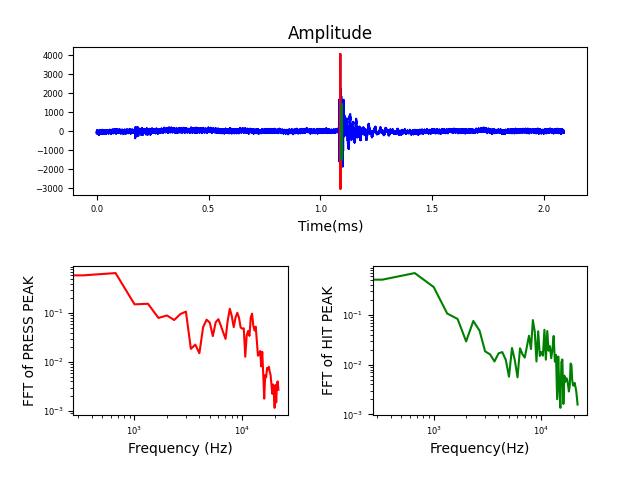 Amplitude
4000
3000
2000
1000
0
−1000
−2000
−3000
0.0 0.5 1.0 1.5 2.0
Time(ms)
FFT of PRESS PEAK
10⁻¹
10⁻²
10⁻³
10³ 10⁴
Frequency (Hz)
FFT of HIT PEAK
10⁻¹
10⁻²
10⁻³
10³ 10⁴
Frequency(Hz)